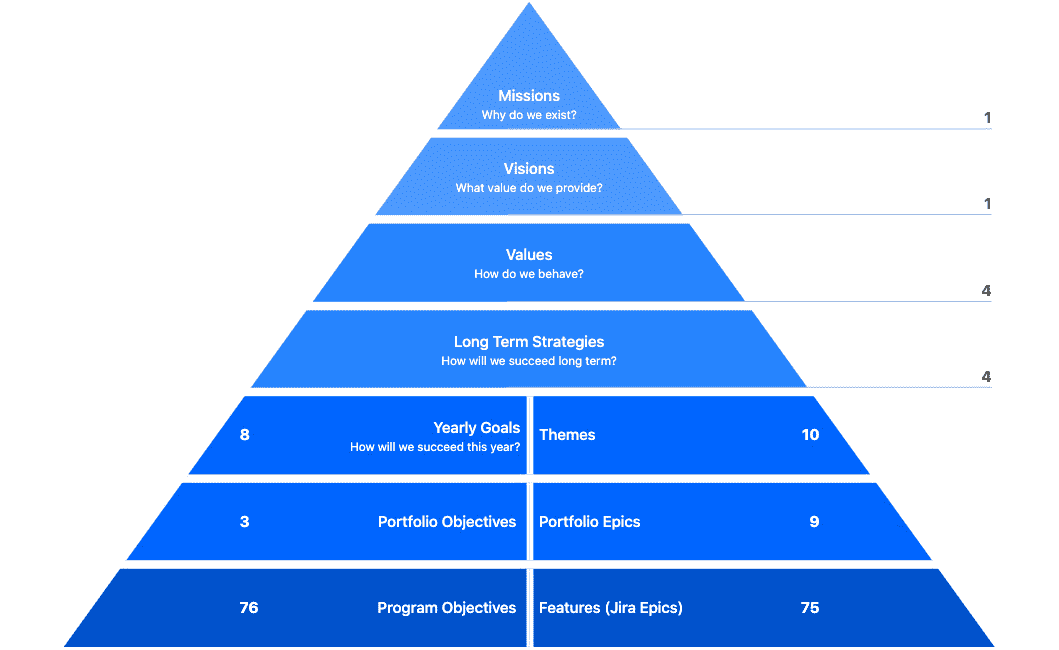 Missions
Why do we exist?
1
Visions
What value do we provide?
1
Values
How do we behave?
4
Long Term Strategies
How will we succeed long term?
4
8
Yearly Goals
How will we succeed this year?
Themes
10
3
Portfolio Objectives
Portfolio Epics
9
76
Program Objectives
Features (Jira Epics)
75